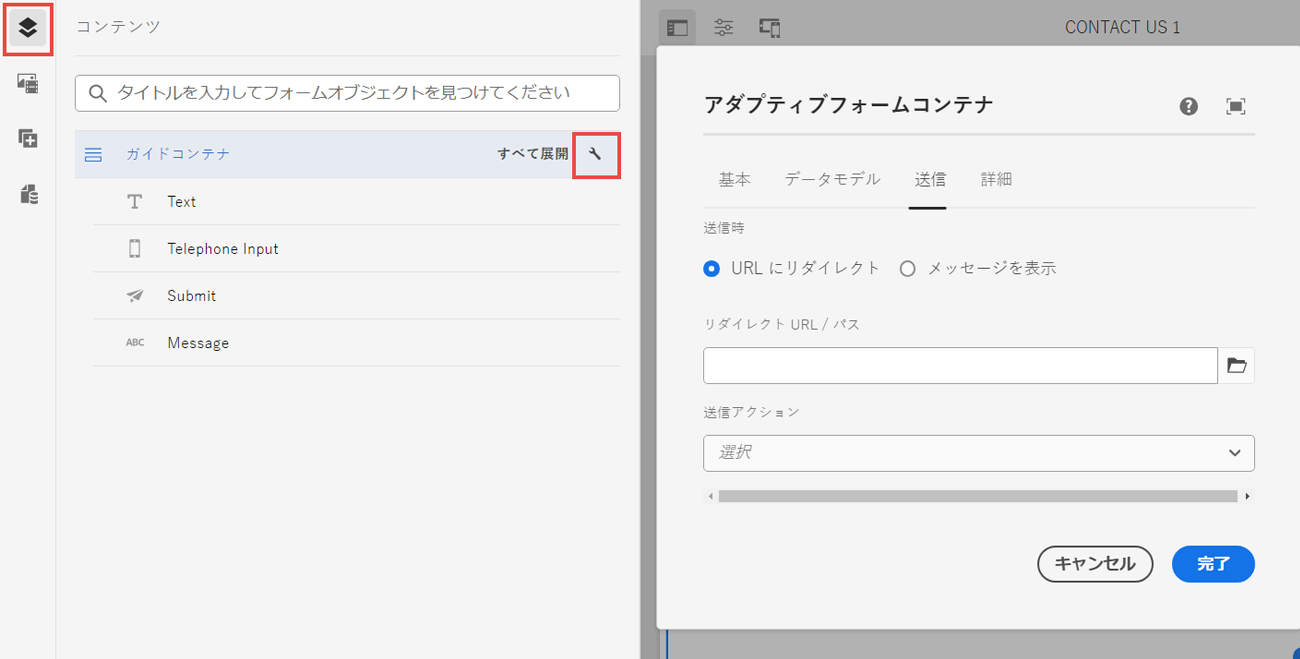 コンテンツ
タイトルを入力してフォームオブジェクトを見つけてください
ガイドコンテナ すべて展開
Text
Telephone Input
Submit
ABC Message
CONTACT US 1
アダプティブフォームコンテナ
基本 データモデル 送信 詳細
送信時
URL にリダイレクト メッセージを表示
リダイレクト URL / パス
送信アクション
選択
キャンセル 完了